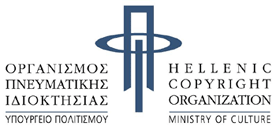 ΟΡΓΑΝΙΣΜΟΣ
ΠΝΕΥΜΑΤΙΚΗΣ
ΙΔΙΟΚΤΗΣΙΑΣ
ΥΠΟΥΡΓΕΙΟ ΠΟΛΙΤΙΣΜΟΥ
HELLENIC
COPYRIGHT
ORGANIZATION
MINISTRY OF CULTURE